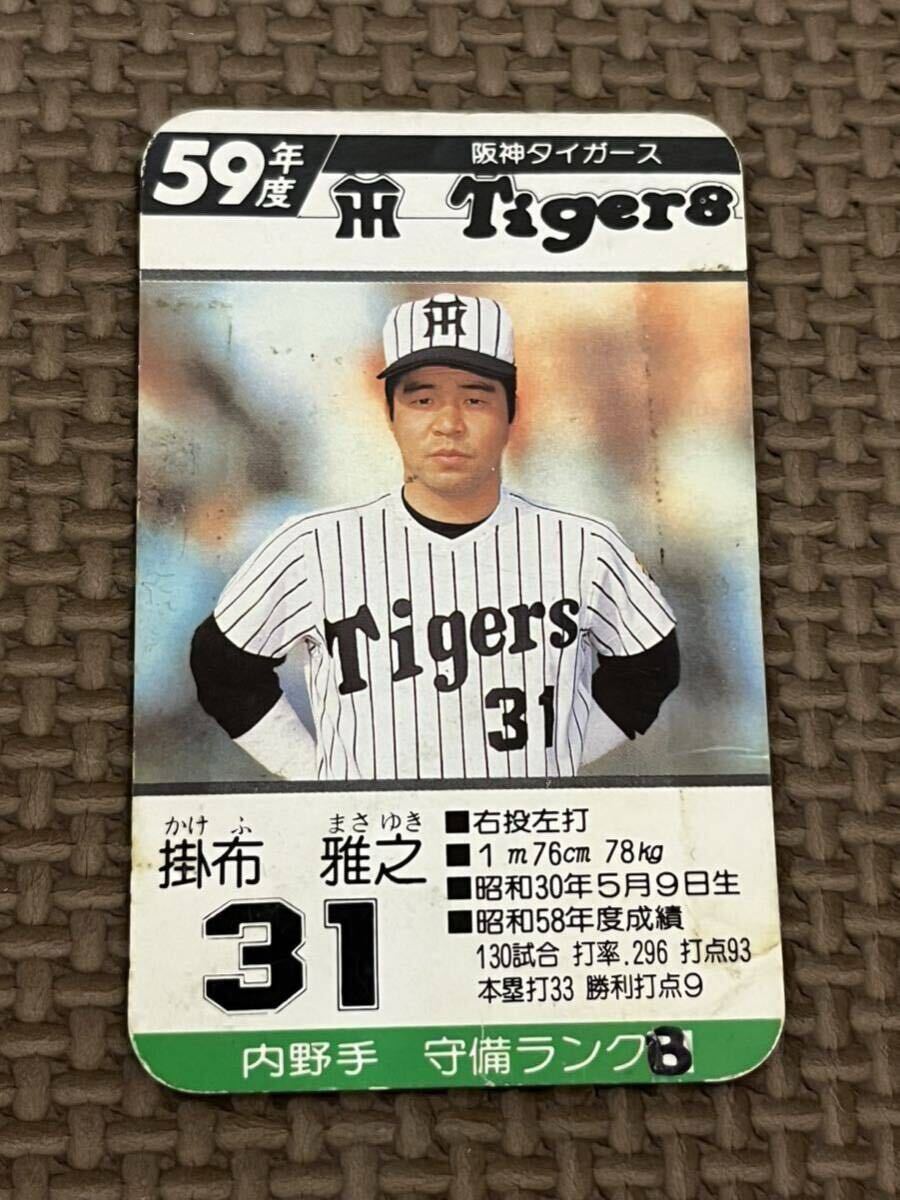 59年度
阪神タイガース
TH Tigers
TH
Tigers
31
かけ ふ まさ ゆき
掛布 雅之
31
■右投左打
■1m76cm 78kg
■昭和30年5月9日生
■昭和58年度成績
130試合 打率.296 打点93
本塁打33 勝利打点9
内野手 守備ランクB